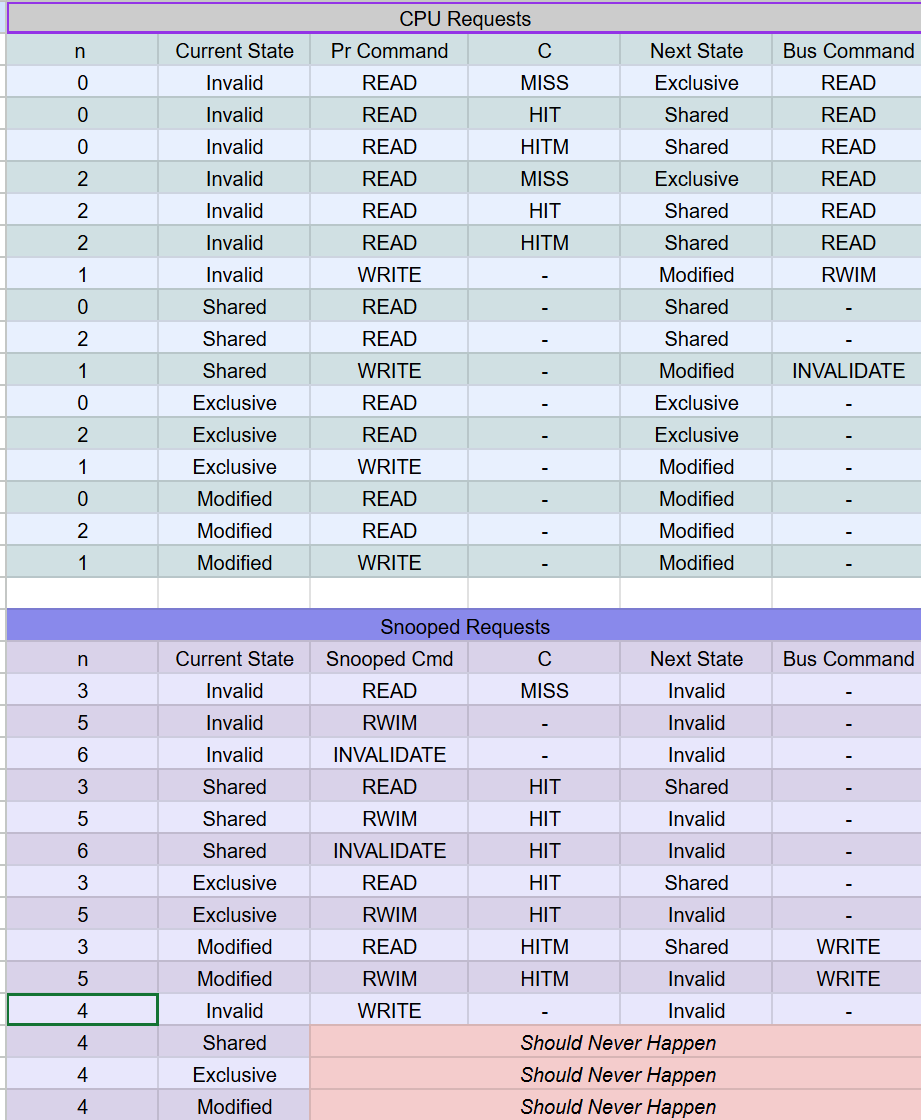 CPU Requests
n Current State Pr Command C Next State Bus Command
0 Invalid READ MISS Exclusive READ
0 Invalid READ HIT Shared READ
0 Invalid READ HITM Shared READ
2 Invalid READ MISS Exclusive READ
2 Invalid READ HIT Shared READ
2 Invalid READ HITM Shared READ
1 Invalid WRITE - Modified RWIM
0 Shared READ - Shared -
2 Shared READ - Shared -
1 Shared WRITE - Modified INVALIDATE
0 Exclusive READ - Exclusive -
2 Exclusive READ - Exclusive -
1 Exclusive WRITE - Modified -
0 Modified READ - Modified -
2 Modified READ - Modified -
1 Modified WRITE - Modified -
Snooped Requests
n Current State Snooped Cmd C Next State Bus Command
3 Invalid READ MISS Invalid -
5 Invalid RWIM - Invalid -
6 Invalid INVALIDATE - Invalid -
3 Shared READ HIT Shared -
5 Shared RWIM HIT Invalid -
6 Shared INVALIDATE HIT Invalid -
3 Exclusive READ HIT Shared -
5 Exclusive RWIM HIT Invalid -
3 Modified READ HITM Shared WRITE
5 Modified RWIM HITM Invalid WRITE
4 Invalid WRITE - Invalid -
4 Shared Should Never Happen
4 Exclusive Should Never Happen
4 Modified Should Never Happen